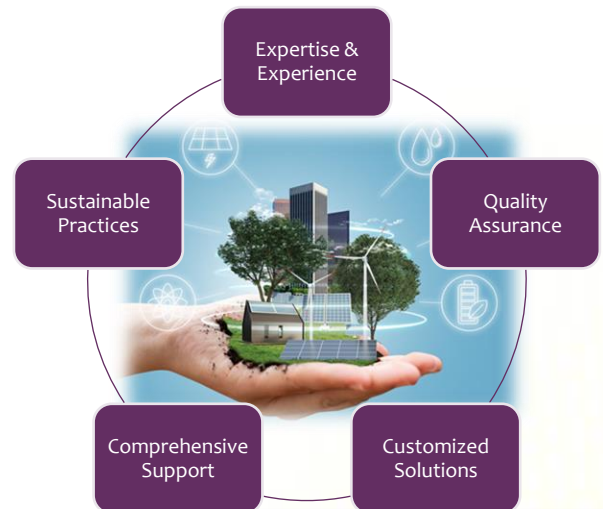 Expertise &
Experience
Sustainable
Practices
Quality
Assurance
Comprehensive
Support
Customized
Solutions